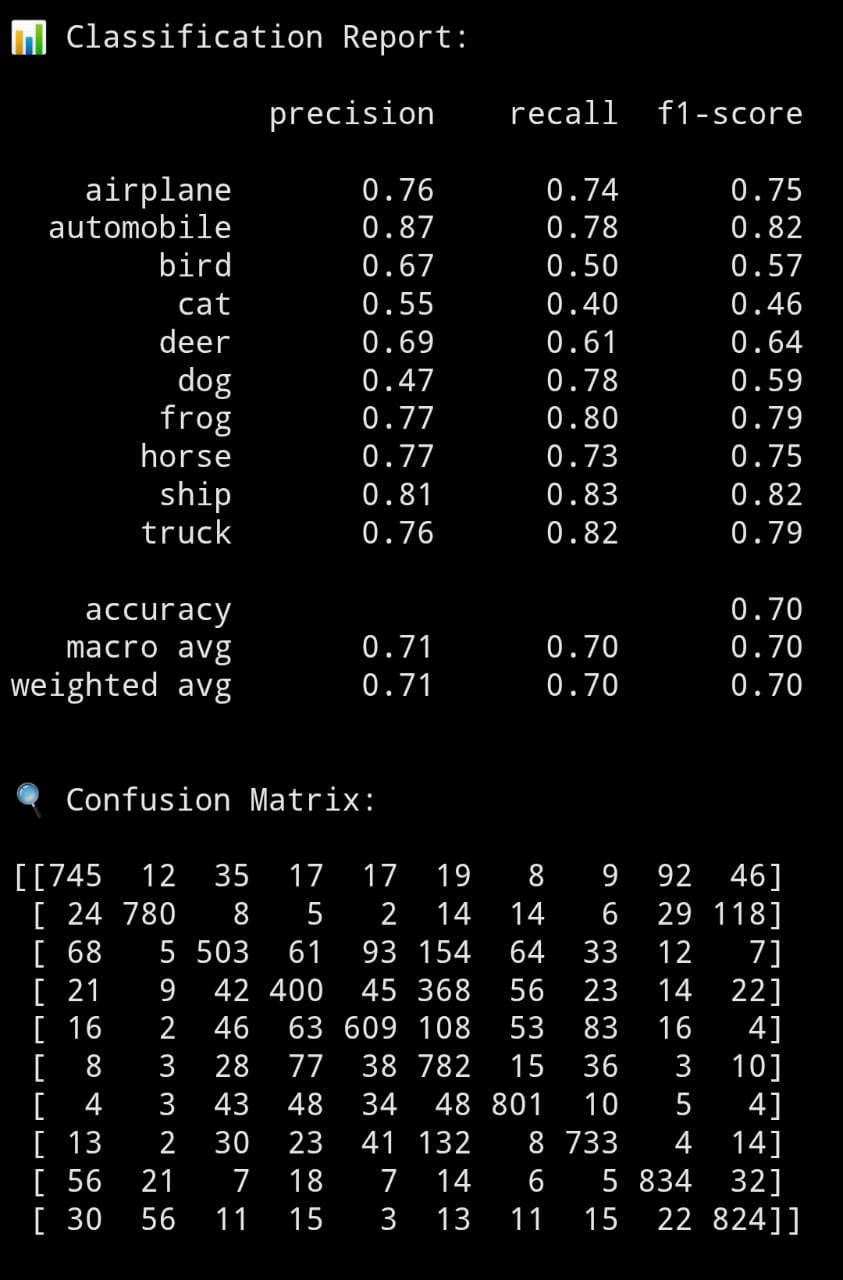 📊 Classification Report:
precision recall f1-score
airplane 0.76 0.74 0.75
automobile 0.87 0.78 0.82
bird 0.67 0.50 0.57
cat 0.55 0.40 0.46
deer 0.69 0.61 0.64
dog 0.47 0.78 0.59
frog 0.77 0.80 0.79
horse 0.77 0.73 0.75
ship 0.81 0.83 0.82
truck 0.76 0.82 0.79
accuracy 0.70
macro avg 0.71 0.70 0.70
weighted avg 0.71 0.70 0.70
🔍 Confusion Matrix:
[[745 12 35 17 17 19 8 9 92 46]
[ 24 780 8 5 2 14 14 6 29 118]
[ 68 5 503 61 93 154 64 33 12 7]
[ 21 9 42 400 45 368 56 23 14 22]
[ 16 2 46 63 609 108 53 83 16 4]
[ 8 3 28 77 38 782 15 36 3 10]
[ 4 3 43 48 34 48 801 10 5 4]
[ 13 2 30 23 41 132 8 733 4 14]
[ 56 21 7 18 7 14 6 5 834 32]
[ 30 56 11 15 3 13 11 15 22 824]]